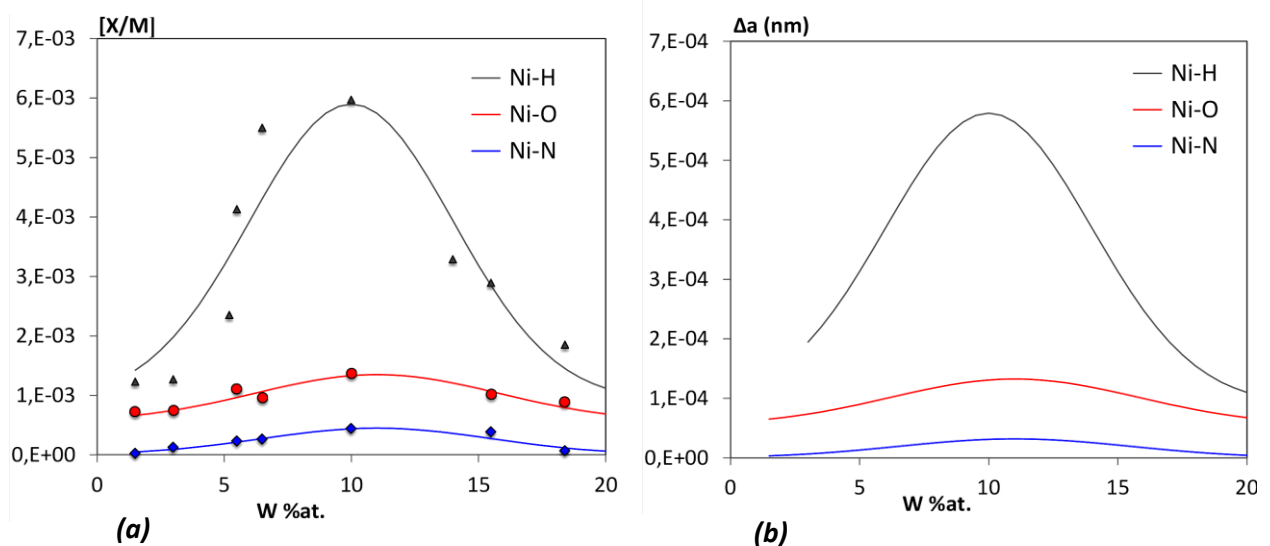 [X/M]
7,E-03
6,E-03
5,E-03
4,E-03
3,E-03
2,E-03
1,E-03
0,E+00
0
5
10
15
20
W %at.
Ni-H
Ni-O
Ni-N
(a)
Δa (nm)
7,E-04
6,E-04
5,E-04
4,E-04
3,E-04
2,E-04
1,E-04
0,E+00
0
5
10
15
20
W %at.
Ni-H
Ni-O
Ni-N
(b)